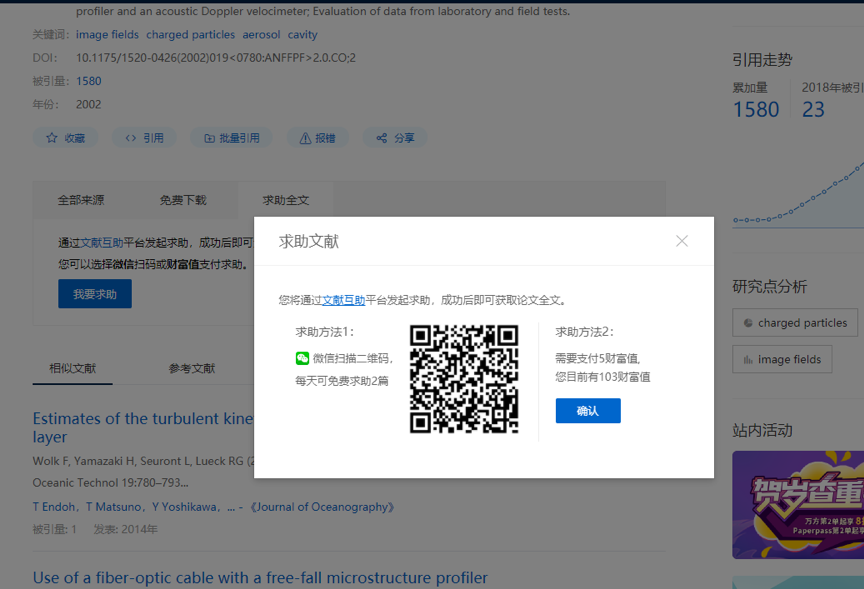 profiler and an acoustic Doppler velocimeter; Evaluation of data from laboratory and field tests.
关键词： image fields charged particles aerosol cavity
DOI： 10.1175/1520-0426(2002)019<0780:ANFFPF>2.0.CO;2
被引量： 1580
年份： 2002
收藏 <> 引用 批量引用 报错 分享
全部来源 免费下载 求助全文
通过文献互助平台发起求助，成功后即可
您可以选择微信扫码或财富值支付求助。
我要求助
相似文献 参考文献
Estimates of the turbulent kine
layer
Wolk F, Yamazaki H, Seuront L, Lueck RG (2
Oceanic Technol 19:780–793...
T Endoh，T Matsuno，Y Yoshikawa，... - 《Journal of Oceanography》
被引量: 1 发表: 2014年
Use of a fiber-optic cable with a free-fall microstructure profiler
求助文献
您将通过文献互助平台发起求助，成功后即可获取论文全文。
求助方法1：
微信扫描二维码，
每天可免费求助2篇
求助方法2：
需要支付5财富值,
您目前有103财富值
确认
引用走势
累加量 2018年被引
1580 23
研究点分析
charged particles
image fields
站内活动
贺岁查重
万方第2单起享8
Paperpass第2单起享